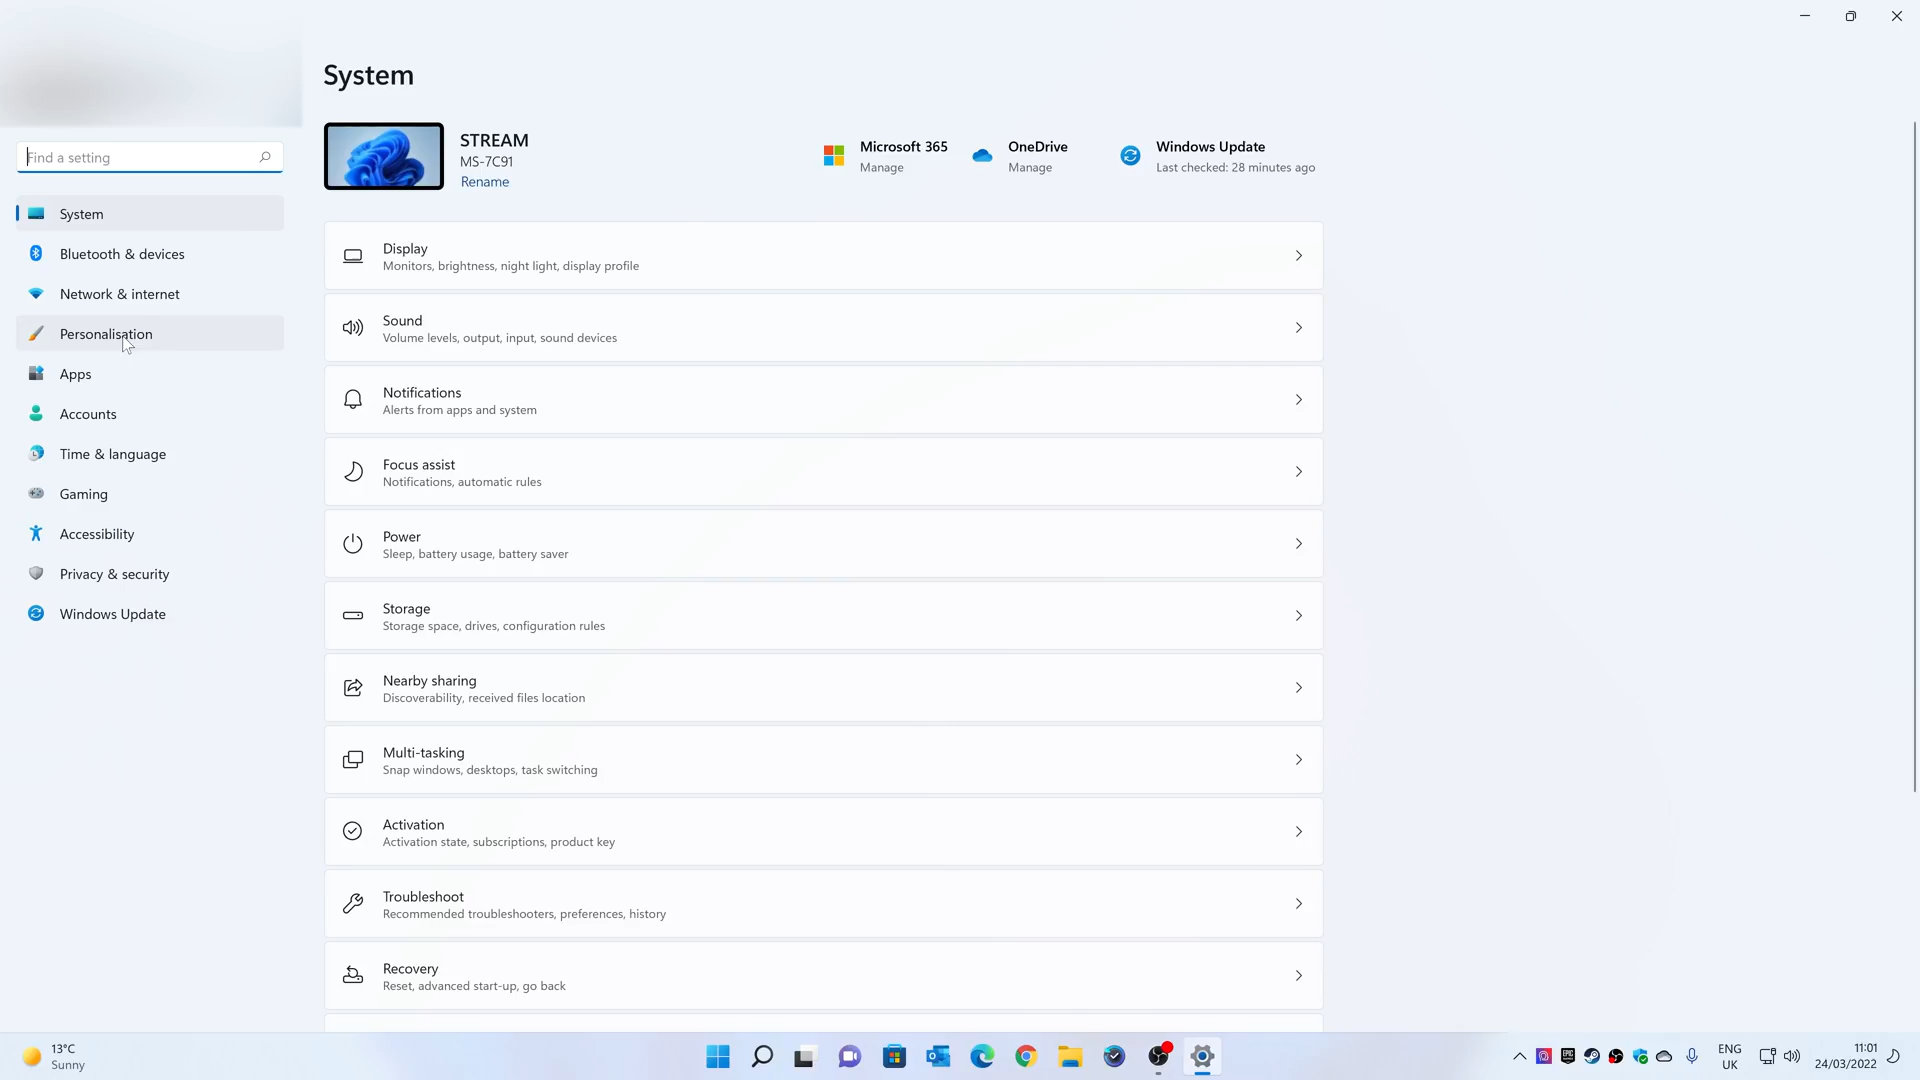 System
STREAM
MS-7C91
Rename
Microsoft 365
Manage
OneDrive
Manage
Windows Update
Last checked: 28 minutes ago
Find a setting
System
Bluetooth & devices
Network & internet
Personalisation
Apps
Accounts
Time & language
Gaming
Accessibility
Privacy & security
Windows Update
Display
Monitors, brightness, night light, display profile
Sound
Volume levels, output, input, sound devices
Notifications
Alerts from apps and system
Focus assist
Notifications, automatic rules
Power
Sleep, battery usage, battery saver
Storage
Storage space, drives, configuration rules
Nearby sharing
Discoverability, received files location
Multi-tasking
Snap windows, desktops, task switching
Activation
Activation state, subscriptions, product key
Troubleshoot
Recommended troubleshooters, preferences, history
Recovery
Reset, advanced start-up, go back
13°C
Sunny
ENG
UK
11:01
24/03/2022